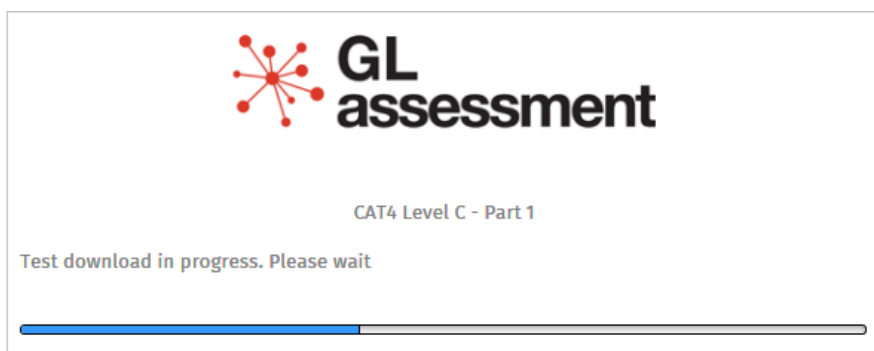 GL
assessment
CAT4 Level C - Part 1
Test download in progress. Please wait